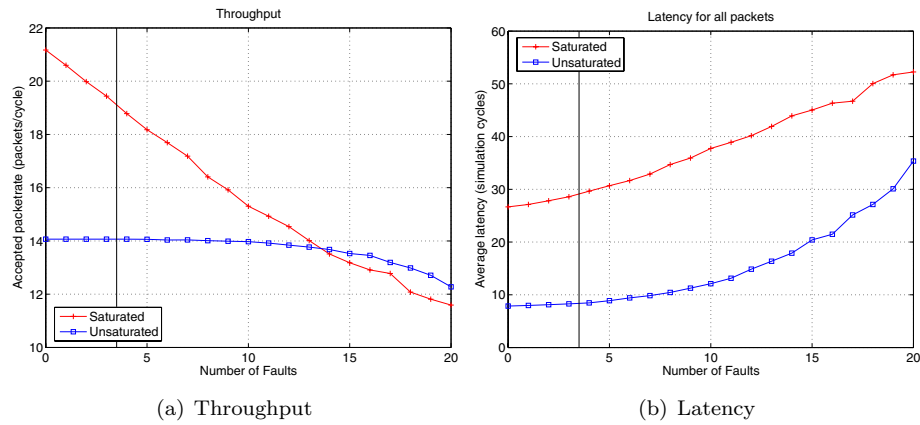 Throughput
Accepted packetrate (packets/cycle)
22
20
18
16
14
12
10
Saturated
Unsaturated
0
5
10
15
20
Number of Faults
(a) Throughput
Latency for all packets
Average latency (simulation cycles)
60
50
40
30
20
10
0
Saturated
Unsaturated
0
5
10
15
20
Number of Faults
(b) Latency